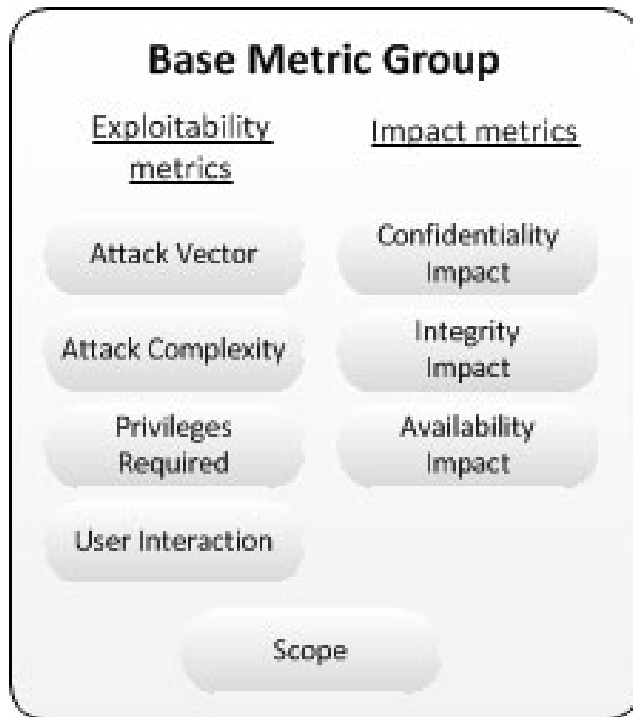 Base Metric Group
Exploitability
metrics
Attack Vector
Attack Complexity
Privileges
Required
User Interaction
Impact metrics
Confidentiality
Impact
Integrity
Impact
Availability
Impact
Scope